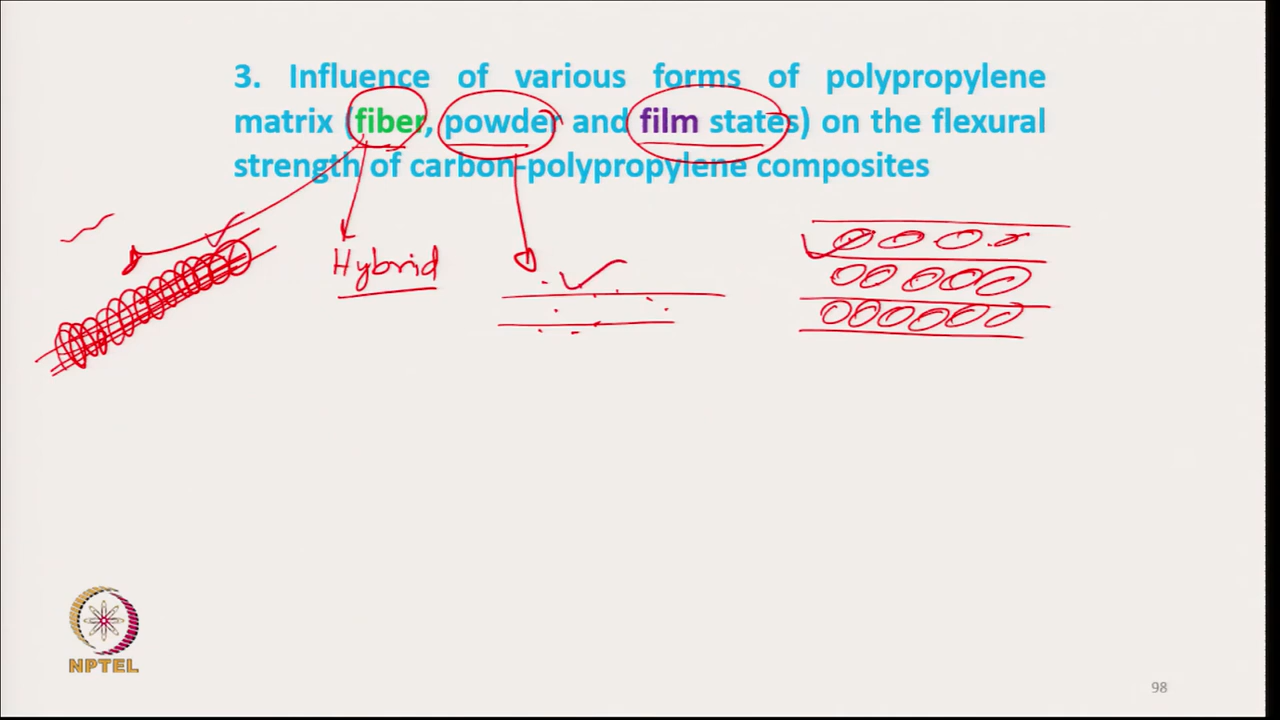 3. Influence of various forms of polypropylene
matrix (fiber, powder and film states) on the flexural
strength of carbon-polypropylene composites
Hybrid
NPTEL
98